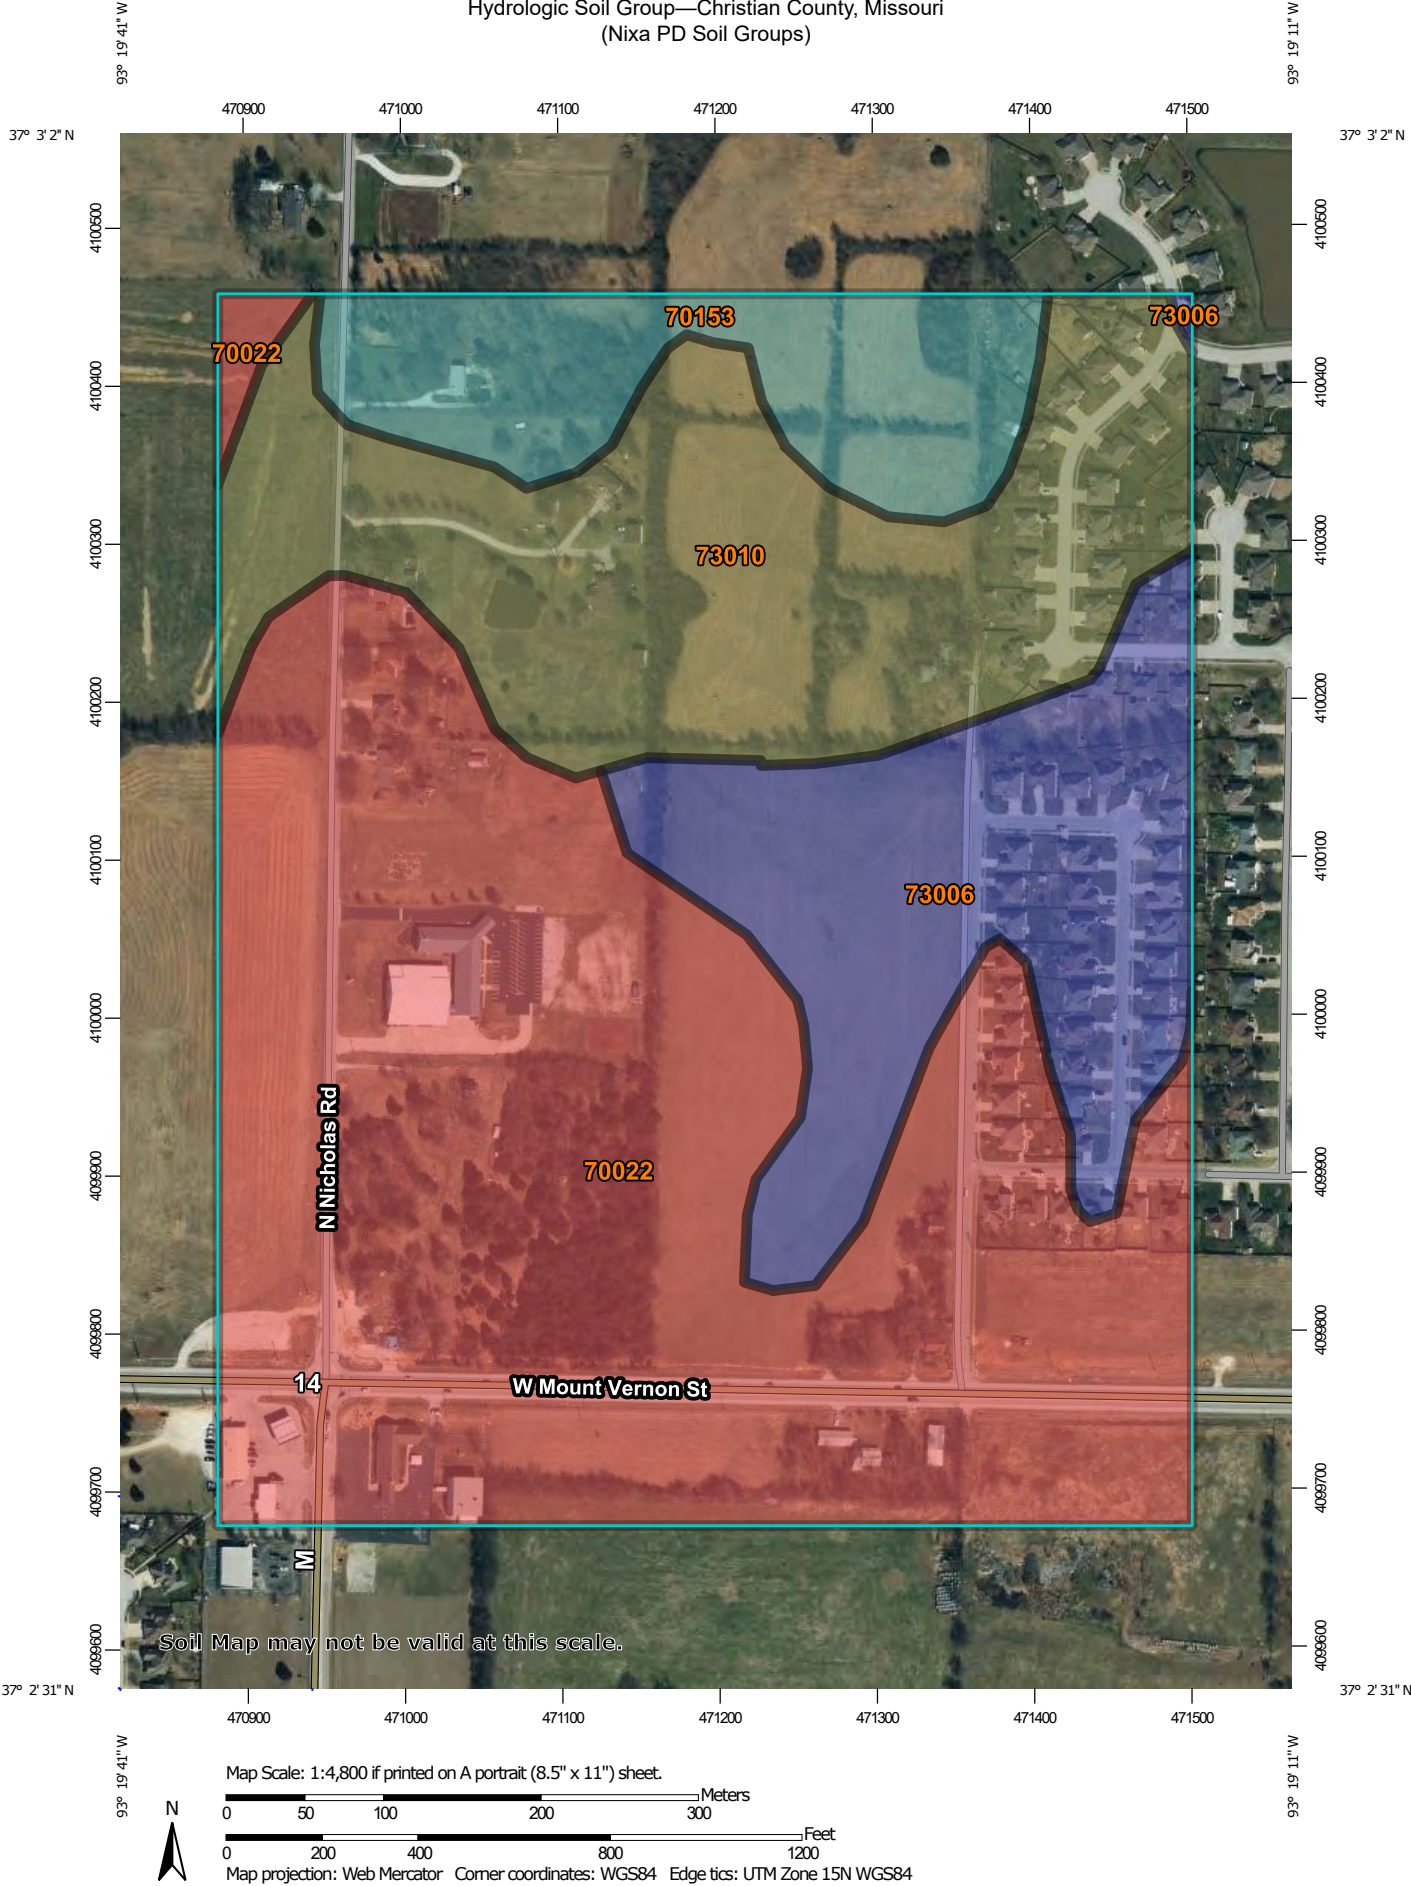 Hydrologic Soil Group—Christian County, Missouri
(Nixa PD Soil Groups)
93° 19' 41'' W
93° 19' 11'' W
470900 471000 471100 471200 471300 471400 471500
37° 3' 2'' N
37° 3' 2'' N
4100500
4100400
4100300
4100200
4100100
4100000
4099900
4099800
4099700
4099600
4100500
4100400
4100300
4100200
4100100
4100000
4099900
4099800
4099700
4099600
70153
73006
70022
73010
73006
N Nicholas Rd
70022
14
W Mount Vernon St
M
Soil Map may not be valid at this scale.
37° 2' 31'' N
37° 2' 31'' N
470900 471000 471100 471200 471300 471400 471500
93° 19' 41'' W
93° 19' 11'' W
Map Scale: 1:4,800 if printed on A portrait (8.5" x 11") sheet.
Meters
0 50 100 200 300
Feet
0 200 400 800 1200
N
Map projection: Web Mercator Corner coordinates: WGS84 Edge tics: UTM Zone 15N WGS84